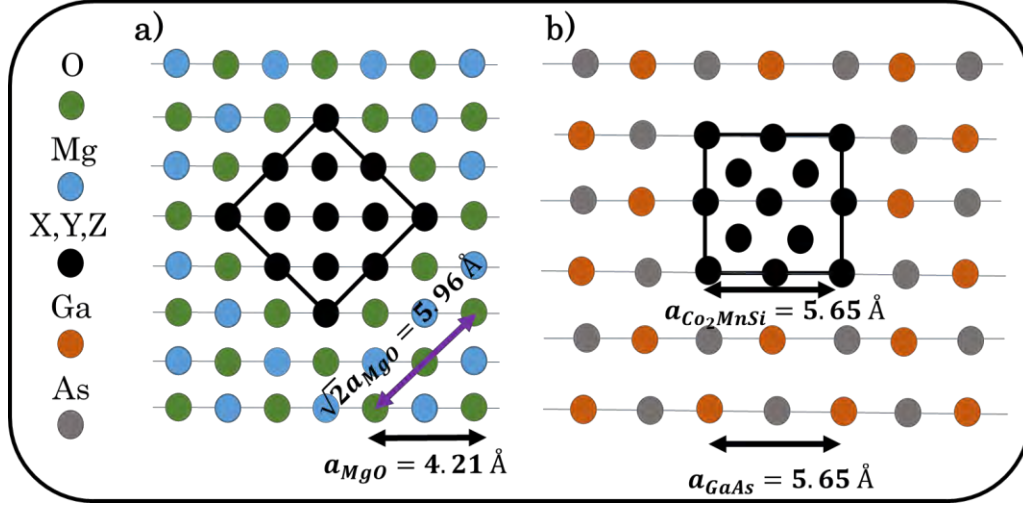 a)
b)
O
Mg
X,Y,Z
Ga
As
√2a_MgO = 5.96 Å
a_MgO = 4.21 Å
a_Co₂MnSi = 5.65 Å
a_GaAs = 5.65 Å